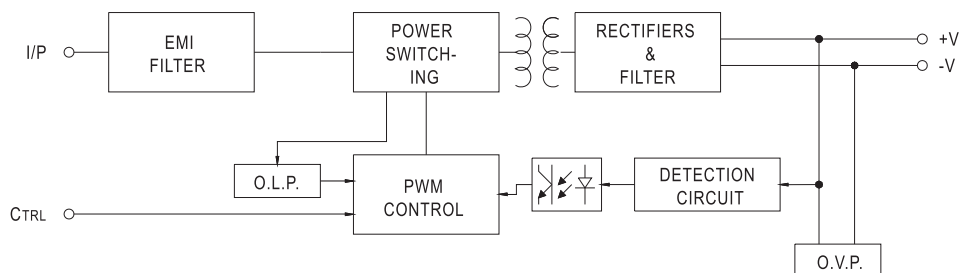 I/P
EMI
FILTER
POWER
SWITCH-
ING
RECTIFIERS
&
FILTER
+V
-V
O.L.P.
PWM
CONTROL
DETECTION
CIRCUIT
CTRL
O.V.P.